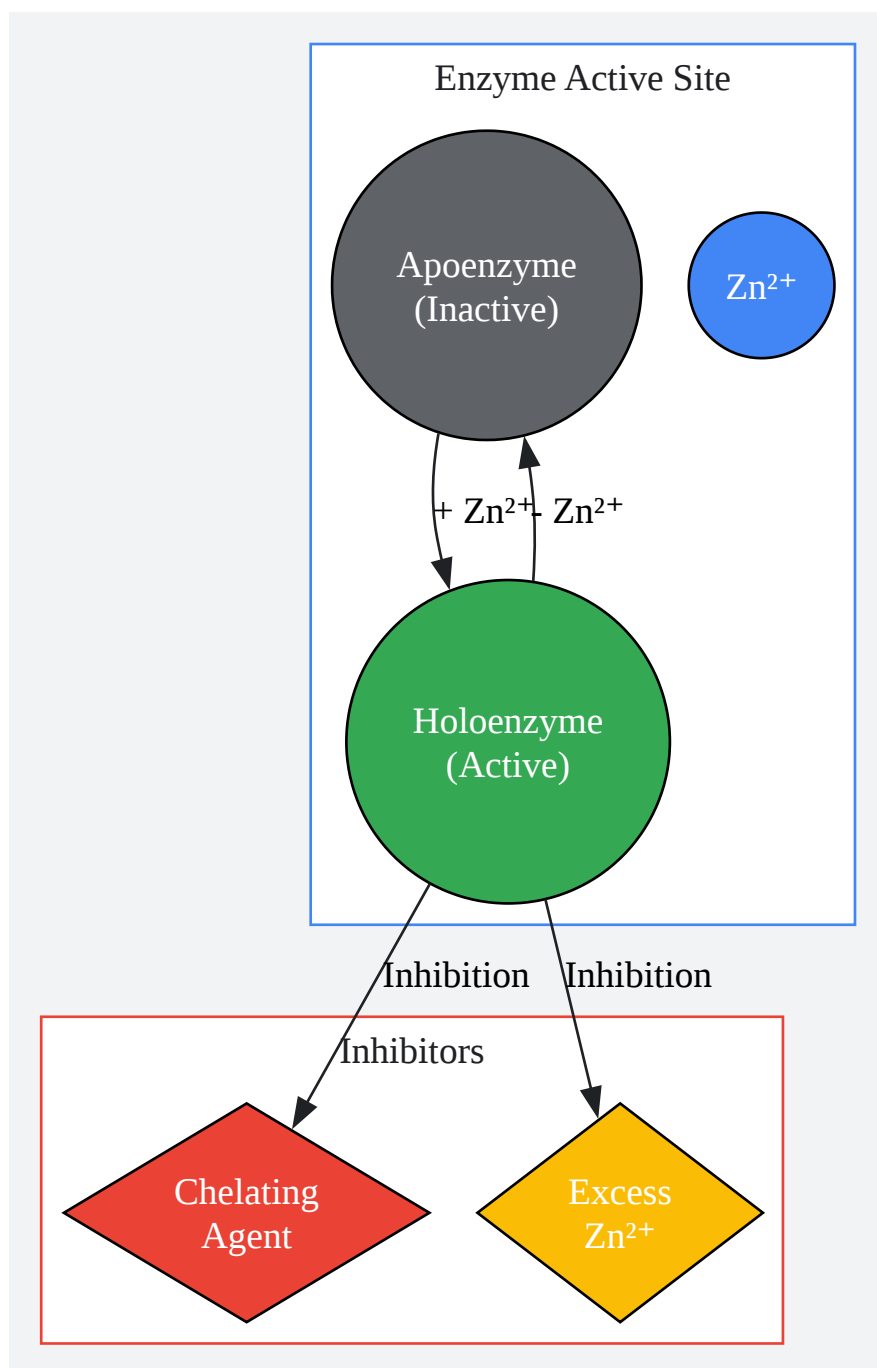 Enzyme Active Site
Apoenzyme
(Inactive)
Zn²⁺
+ Zn²⁺
- Zn²⁺
Holoenzyme
(Active)
Inhibition
Inhibition
Inhibitors
Chelating
Agent
Excess
Zn²⁺